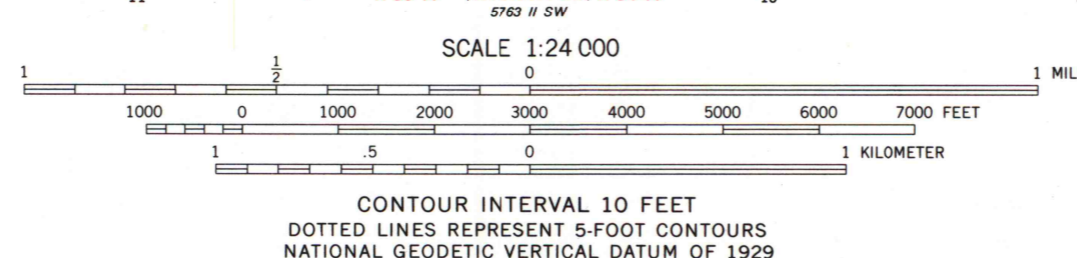 5763 II SW
SCALE 1:24 000
1 1/2 0 1 MIL
1000 0 1000 2000 3000 4000 5000 6000 7000 FEET
1 .5 0 1 KILOMETER
CONTOUR INTERVAL 10 FEET
DOTTED LINES REPRESENT 5-FOOT CONTOURS
NATIONAL GEODETIC VERTICAL DATUM OF 1929